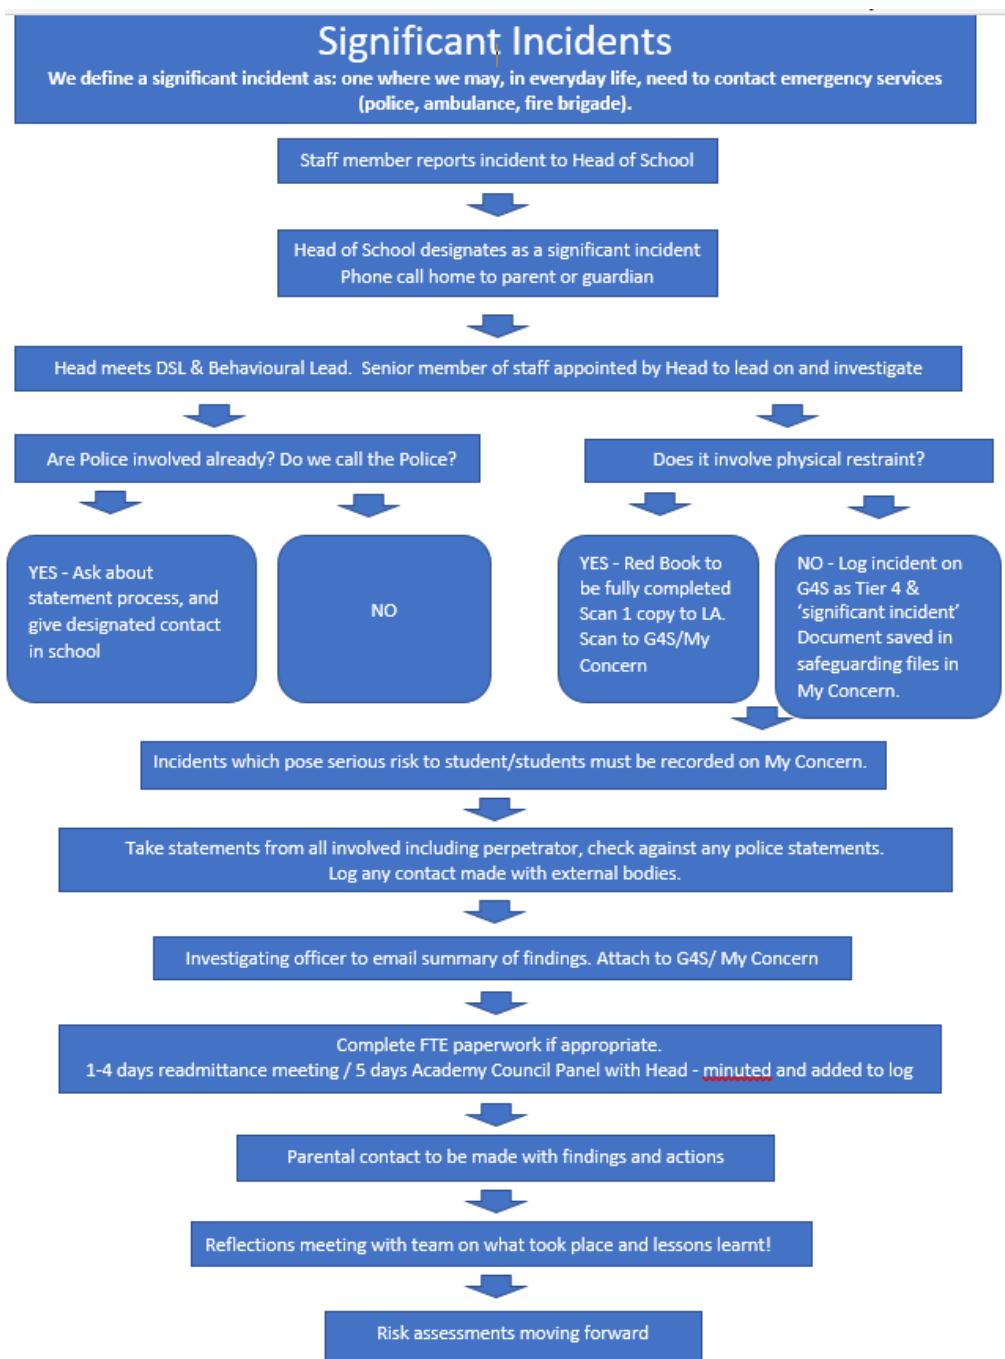 Significant Incidents
We define a significant incident as: one where we may, in everyday life, need to contact emergency services
(police, ambulance, fire brigade).
Staff member reports incident to Head of School
Head of School designates as a significant incident
Phone call home to parent or guardian
Head meets DSL & Behavioural Lead.  Senior member of staff appointed by Head to lead on and investigate
Are Police involved already? Do we call the Police?
Does it involve physical restraint?
YES - Ask about
statement process, and
give designated contact
in school
NO
YES - Red Book to
be fully completed
Scan 1 copy to LA.
Scan to G4S/My
Concern
NO - Log incident on
G4S as Tier 4 &
‘significant incident’
Document saved in
safeguarding files in
My Concern.
Incidents which pose serious risk to student/students must be recorded on My Concern.
Take statements from all involved including perpetrator, check against any police statements.
Log any contact made with external bodies.
Investigating officer to email summary of findings. Attach to G4S/ My Concern
Complete FTE paperwork if appropriate.
1-4 days readmittance meeting / 5 days Academy Council Panel with Head - minuted and added to log
Parental contact to be made with findings and actions
Reflections meeting with team on what took place and lessons learnt!
Risk assessments moving forward